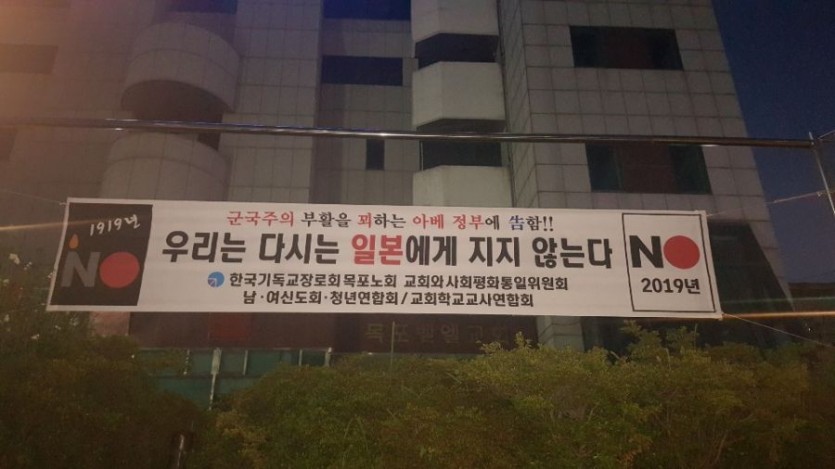 군국주의 부활을 꾀하는 아베 정부에 告함!!
1919년
NO
우리는 다시는 일본에게 지지 않는다
NO
2019년
한국기독교장로회목포노회 교회와사회평화통일위원회
남·여신도회·청년연합회/교회학교교사연합회